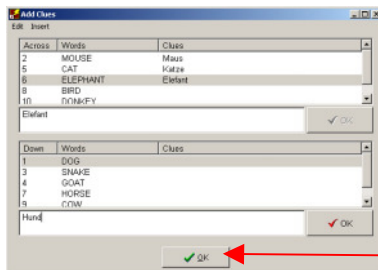 Add Clues
Edit Insert
Across Words Clues
2 MOUSE Maus
5 CAT Katze
6 ELEPHANT Elefant
8 BIRD
10 DONKEY
Elefant
OK
Down Words Clues
1 DOG
3 SNAKE
4 GOAT
7 HORSE
9 COW
Hund
OK
OK